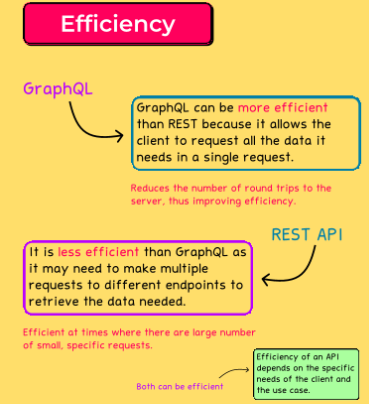 Efficiency
GraphQL
GraphQL can be more efficient
than REST because it allows the
client to request all the data it
needs in a single request.
Reduces the number of round trips to the
server, thus improving efficiency.
REST API
It is less efficient than GraphQL as
it may need to make multiple
requests to different endpoints to
retrieve the data needed.
Efficient at times where there are large number
of small, specific requests.
Both can be efficient
Efficiency of an API
depends on the specific
needs of the client and
the use case.